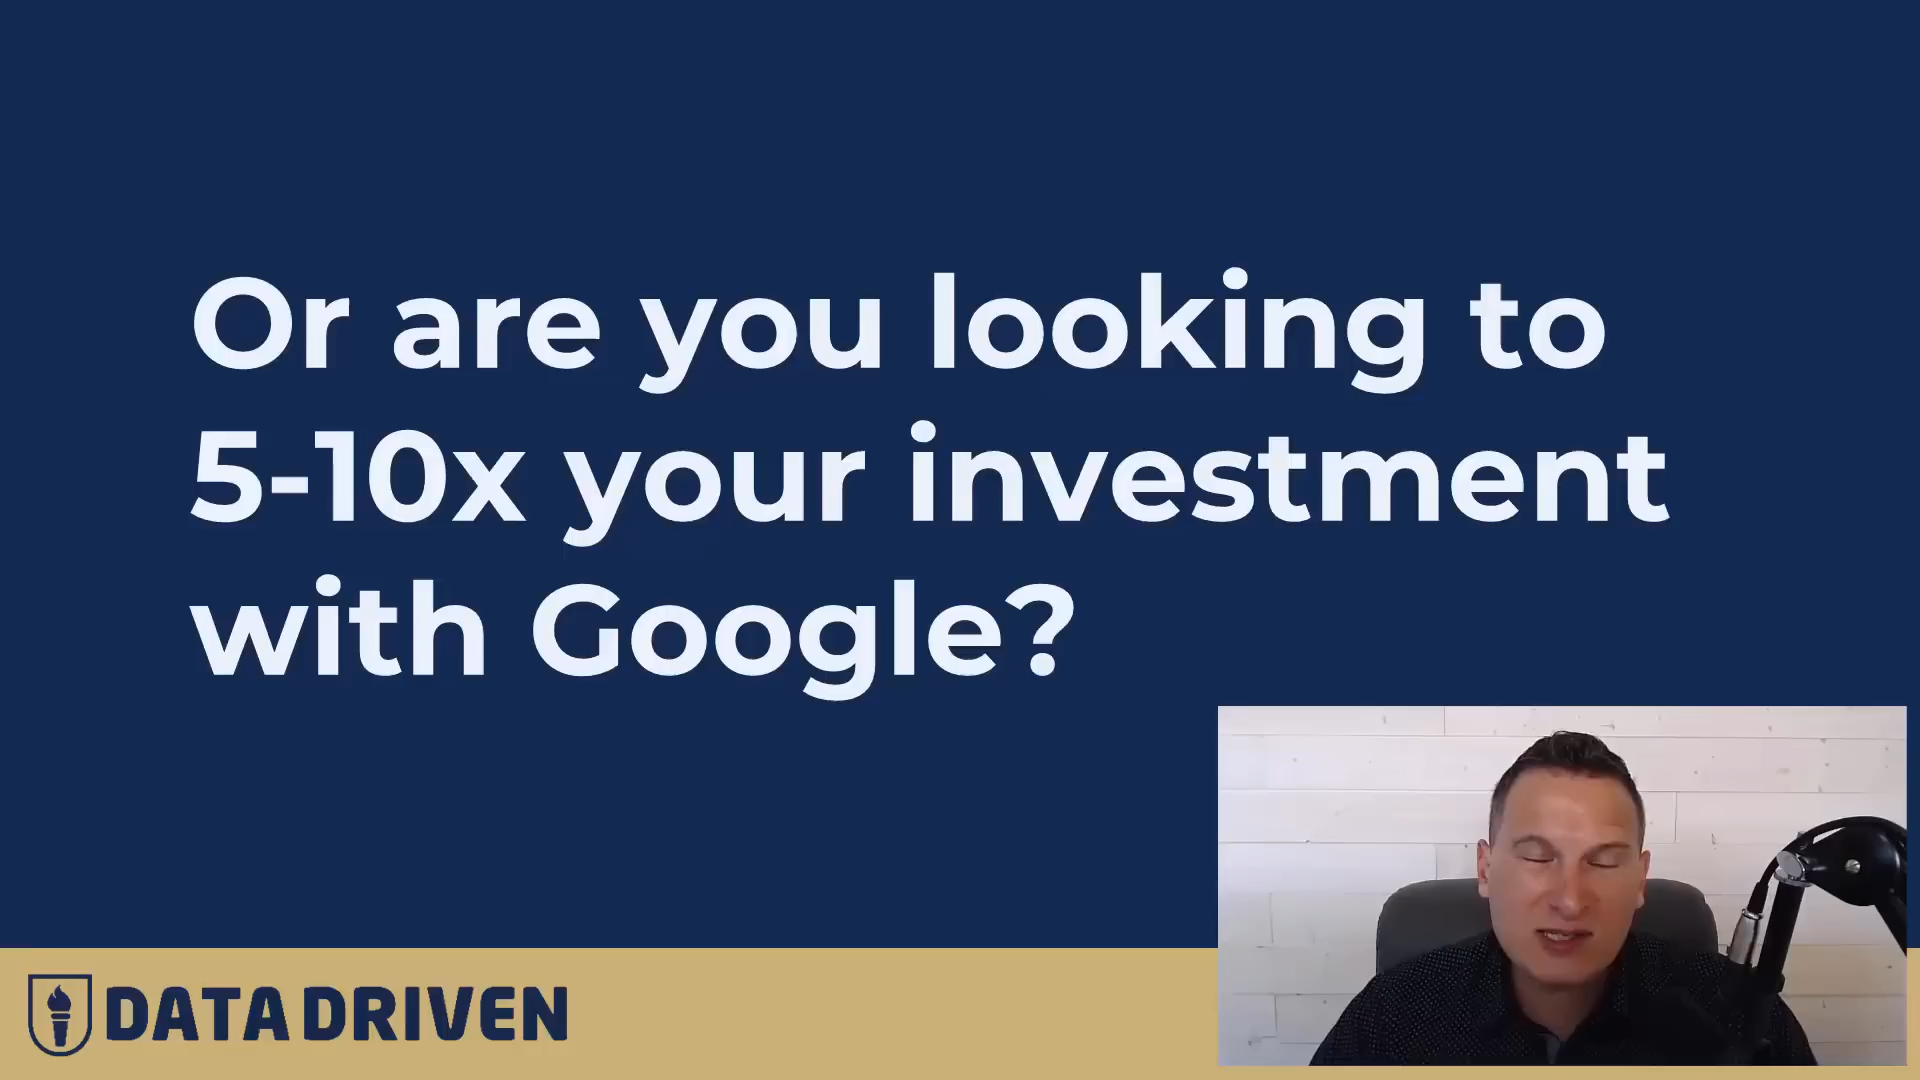 Or are you looking to
5-10x your investment
with Google?
DATA DRIVEN